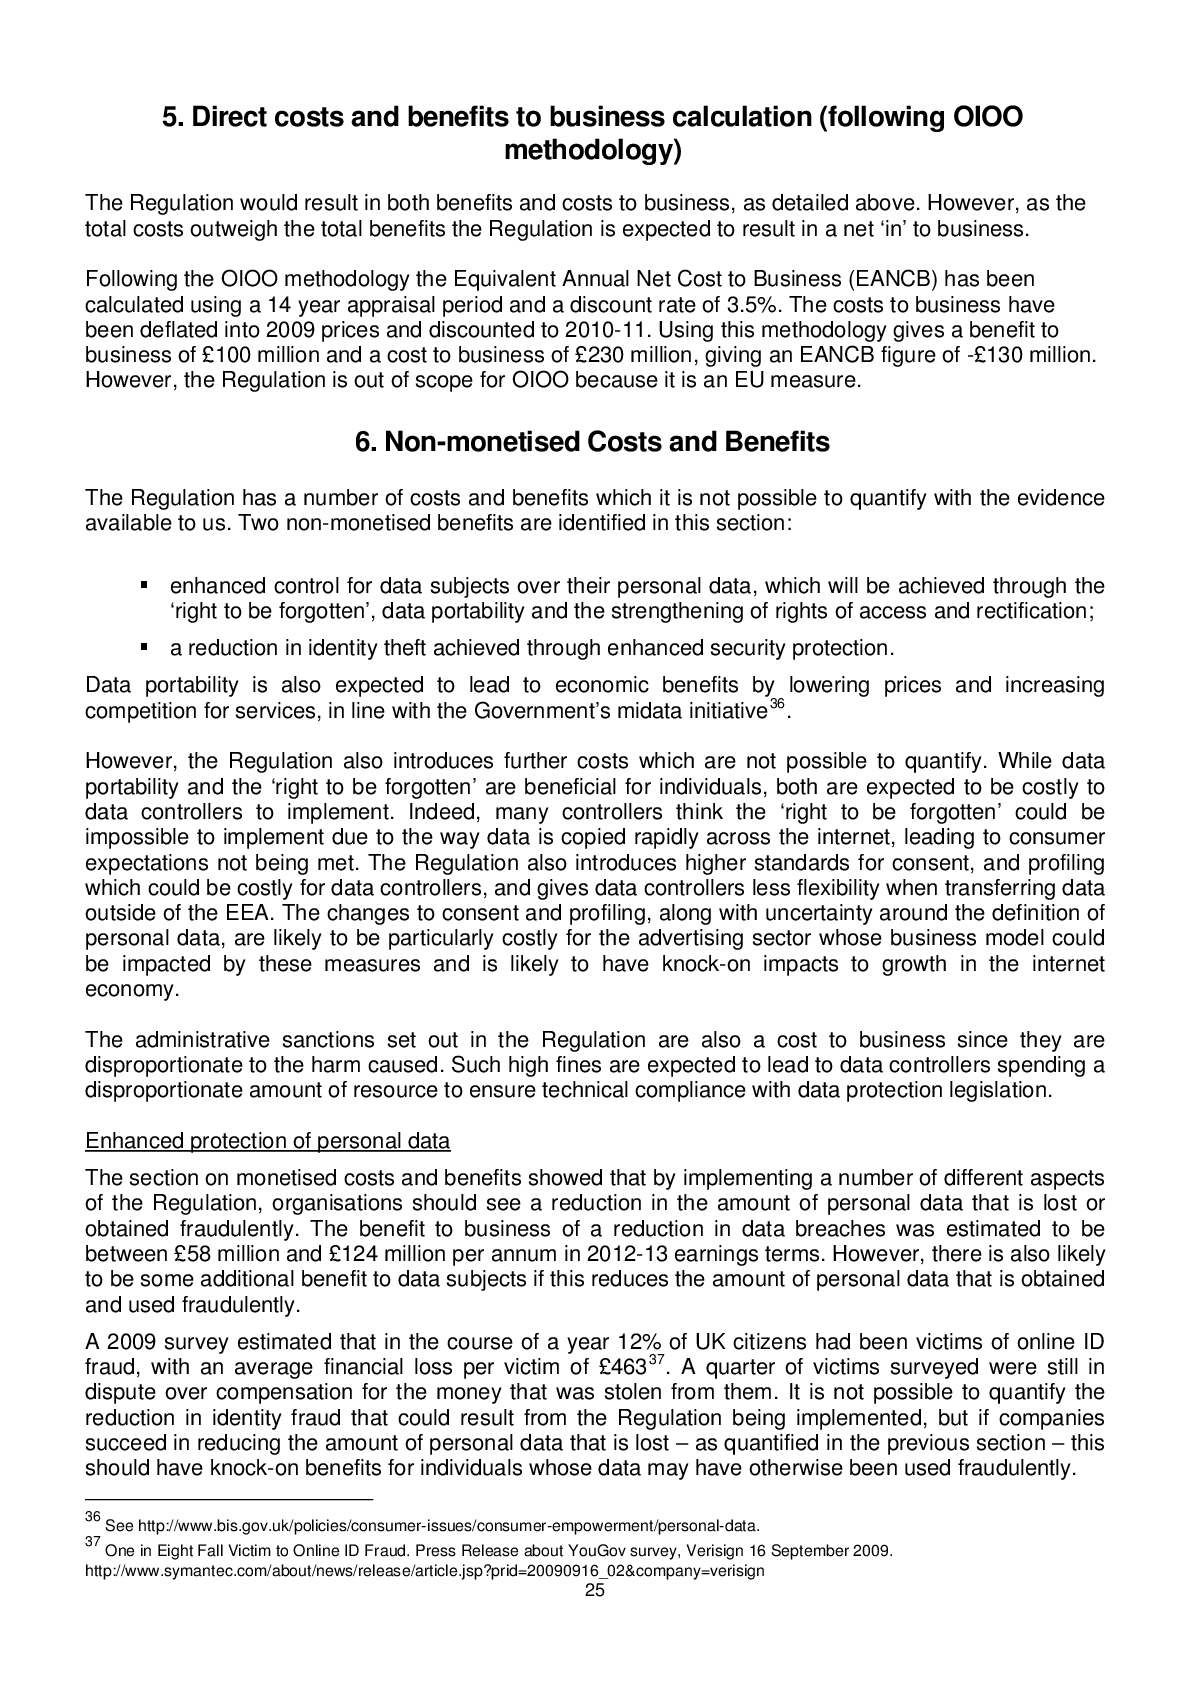 5. Direct costs and benefits to business calculation (following OIOO
methodology)
The Regulation would result in both benefits and costs to business, as detailed above. However, as the
total costs outweigh the total benefits the Regulation is expected to result in a net ‘in’ to business.
Following the OIOO methodology the Equivalent Annual Net Cost to Business (EANCB) has been
calculated using a 14 year appraisal period and a discount rate of 3.5%. The costs to business have
been deflated into 2009 prices and discounted to 2010-11. Using this methodology gives a benefit to
business of £100 million and a cost to business of £230 million, giving an EANCB figure of -£130 million.
However, the Regulation is out of scope for OIOO because it is an EU measure.
6. Non-monetised Costs and Benefits
The Regulation has a number of costs and benefits which it is not possible to quantify with the evidence
available to us. Two non-monetised benefits are identified in this section:
▪ enhanced control for data subjects over their personal data, which will be achieved through the
‘right to be forgotten’, data portability and the strengthening of rights of access and rectification;
▪ a reduction in identity theft achieved through enhanced security protection.
Data portability is also expected to lead to economic benefits by lowering prices and increasing
competition for services, in line with the Government’s midata initiative36.
However, the Regulation also introduces further costs which are not possible to quantify. While data
portability and the ‘right to be forgotten’ are beneficial for individuals, both are expected to be costly to
data controllers to implement. Indeed, many controllers think the ‘right to be forgotten’ could be
impossible to implement due to the way data is copied rapidly across the internet, leading to consumer
expectations not being met. The Regulation also introduces higher standards for consent, and profiling
which could be costly for data controllers, and gives data controllers less flexibility when transferring data
outside of the EEA. The changes to consent and profiling, along with uncertainty around the definition of
personal data, are likely to be particularly costly for the advertising sector whose business model could
be impacted by these measures and is likely to have knock-on impacts to growth in the internet
economy.
The administrative sanctions set out in the Regulation are also a cost to business since they are
disproportionate to the harm caused. Such high fines are expected to lead to data controllers spending a
disproportionate amount of resource to ensure technical compliance with data protection legislation.
Enhanced protection of personal data
The section on monetised costs and benefits showed that by implementing a number of different aspects
of the Regulation, organisations should see a reduction in the amount of personal data that is lost or
obtained fraudulently. The benefit to business of a reduction in data breaches was estimated to be
between £58 million and £124 million per annum in 2012-13 earnings terms. However, there is also likely
to be some additional benefit to data subjects if this reduces the amount of personal data that is obtained
and used fraudulently.
A 2009 survey estimated that in the course of a year 12% of UK citizens had been victims of online ID
fraud, with an average financial loss per victim of £46337. A quarter of victims surveyed were still in
dispute over compensation for the money that was stolen from them. It is not possible to quantify the
reduction in identity fraud that could result from the Regulation being implemented, but if companies
succeed in reducing the amount of personal data that is lost – as quantified in the previous section – this
should have knock-on benefits for individuals whose data may have otherwise been used fraudulently.
36 See http://www.bis.gov.uk/policies/consumer-issues/consumer-empowerment/personal-data.
37 One in Eight Fall Victim to Online ID Fraud. Press Release about YouGov survey, Verisign 16 September 2009.
http://www.symantec.com/about/news/release/article.jsp?prid=20090916_02&company=verisign
25